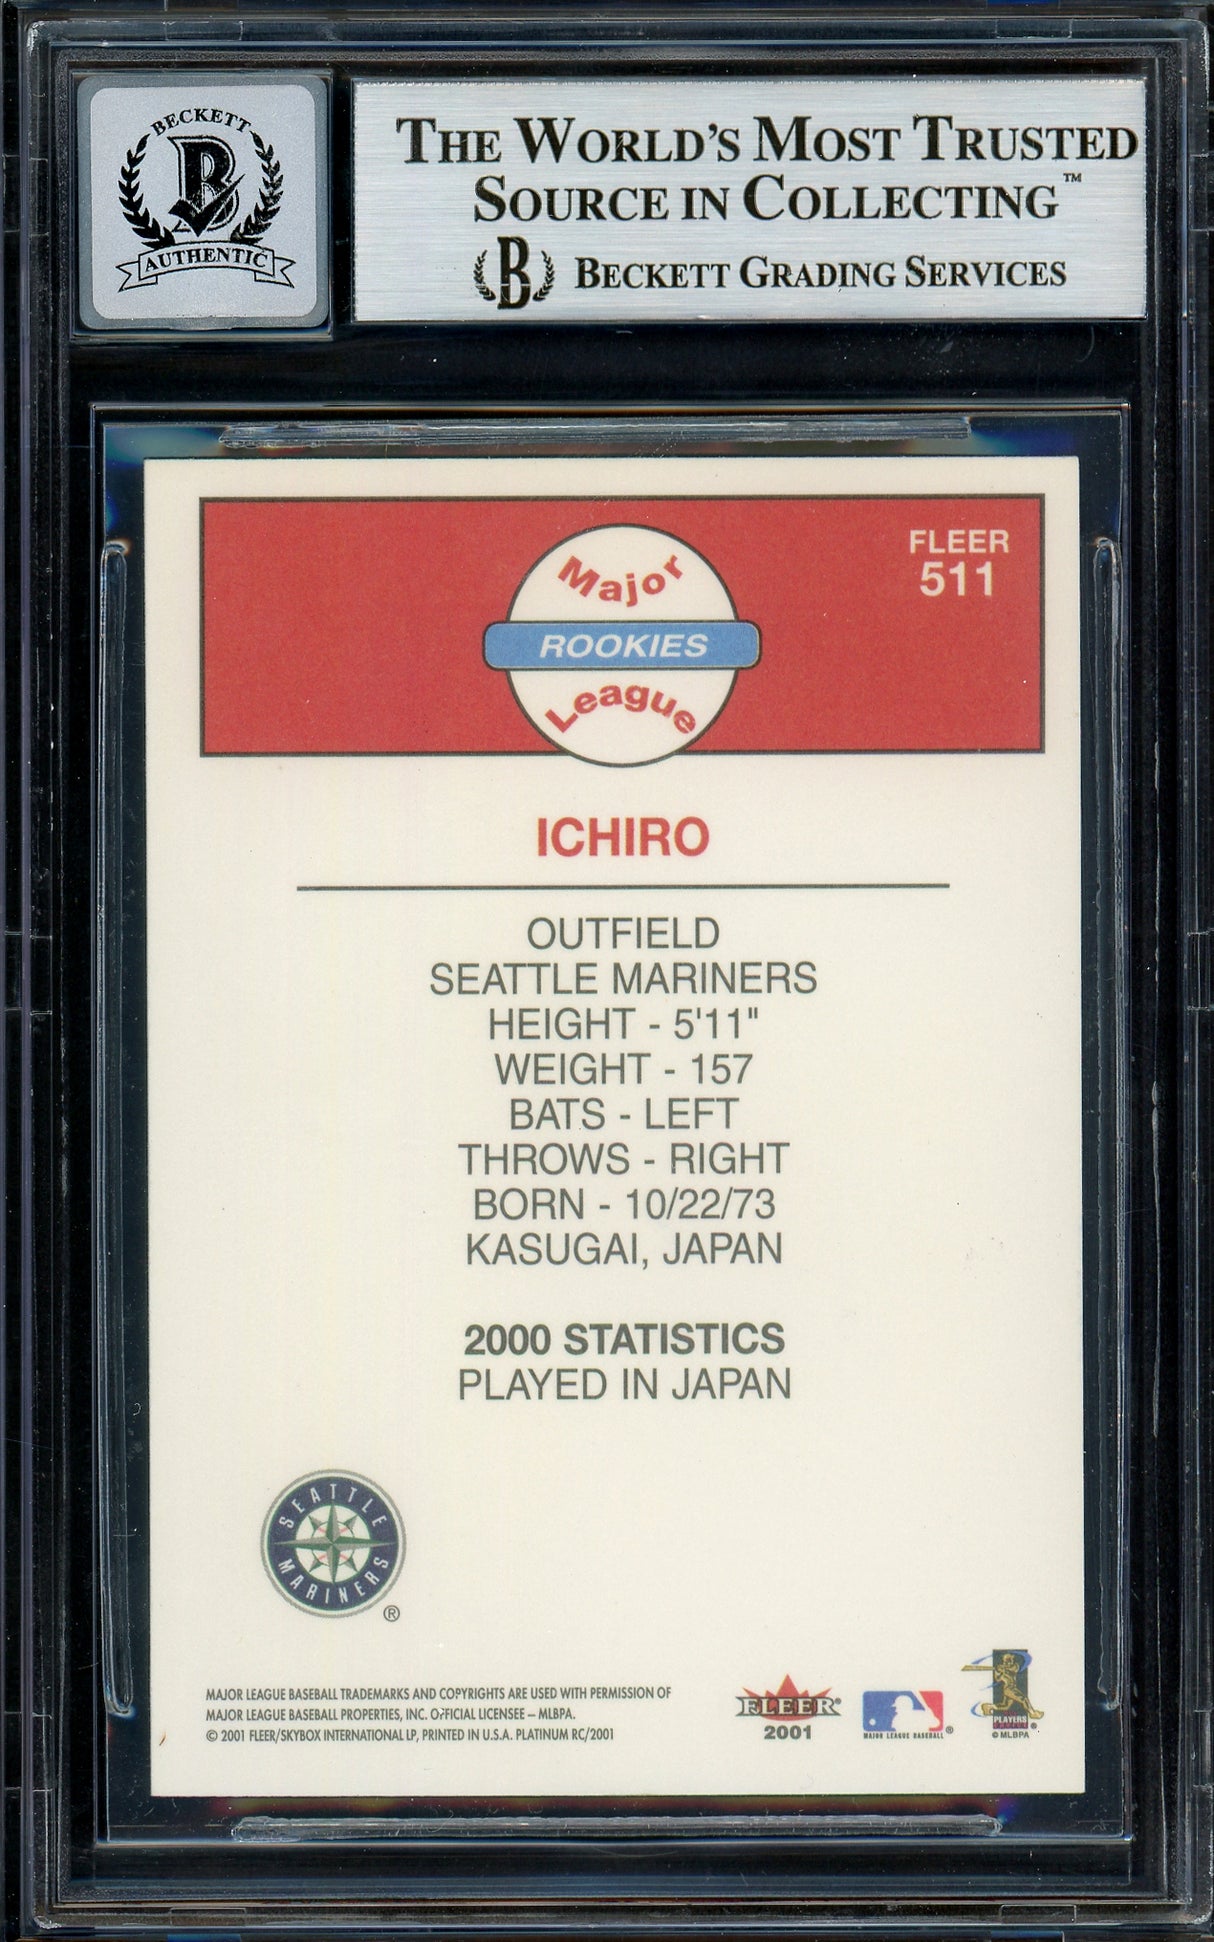 BECKETT
B
AUTHENTIC
THE WORLD'S MOST TRUSTED
SOURCE IN COLLECTING™
B BECKETT GRADING SERVICES
FLEER
511
Major
ROOKIES
League
ICHIRO
OUTFIELD
SEATTLE MARINERS
HEIGHT - 5'11"
WEIGHT - 157
BATS - LEFT
THROWS - RIGHT
BORN - 10/22/73
KASUGAI, JAPAN
2000 STATISTICS
PLAYED IN JAPAN
SEATTLE
MARINERS
®
MAJOR LEAGUE BASEBALL TRADEMARKS AND COPYRIGHTS ARE USED WITH PERMISSION OF
MAJOR LEAGUE BASEBALL PROPERTIES, INC. OFFICIAL LICENSEE – MLBPA.
© 2001 FLEER/SKYBOX INTERNATIONAL LP, PRINTED IN U.S.A. PLATINUM RC/2001
FLEER®
2001
MAJOR LEAGUE BASEBALL®
PLAYERS
CHOICE®
© MLBPA